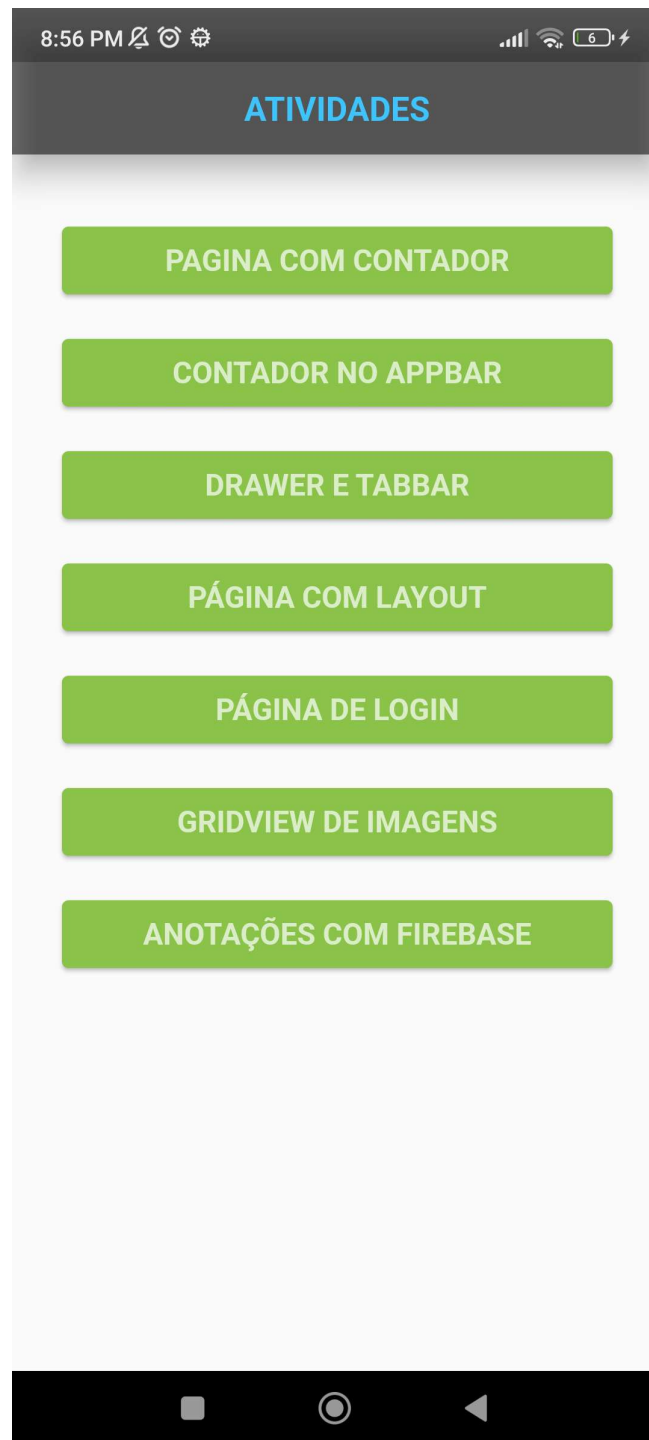 8:56 PM 6
ATIVIDADES
PAGINA COM CONTADOR
CONTADOR NO APPBAR
DRAWER E TABBAR
PÁGINA COM LAYOUT
PÁGINA DE LOGIN
GRIDVIEW DE IMAGENS
ANOTAÇÕES COM FIREBASE